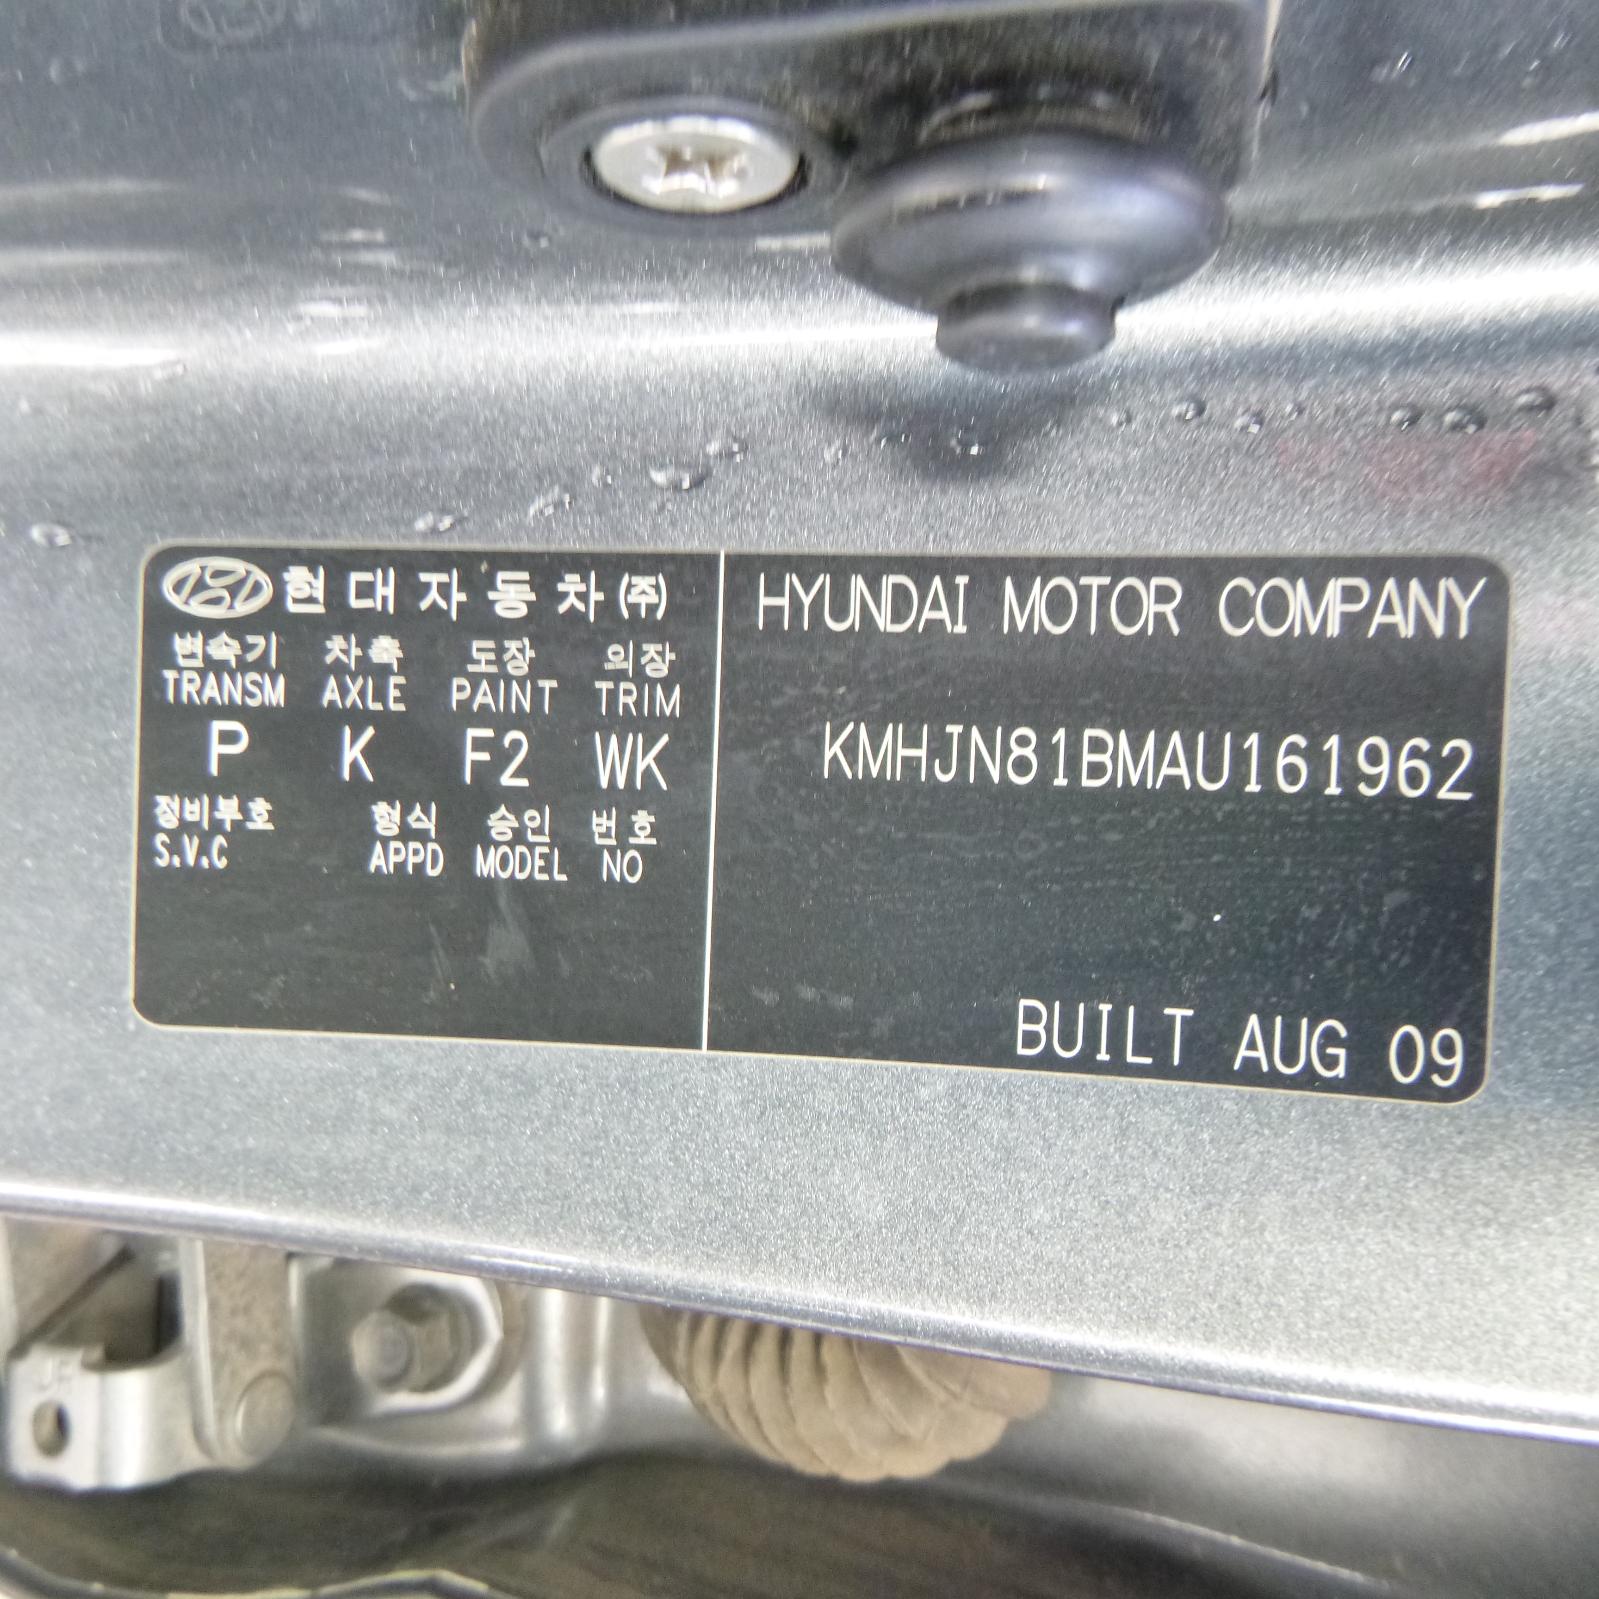 현대자동차(주)
변속기 차축 도장 의장
TRANSM AXLE PAINT TRIM
P K F2 WK
정비부호 형식 승인 번호
S.V.C APPD MODEL NO
HYUNDAI MOTOR COMPANY
KMHJN81BMAU161962
BUILT AUG 09